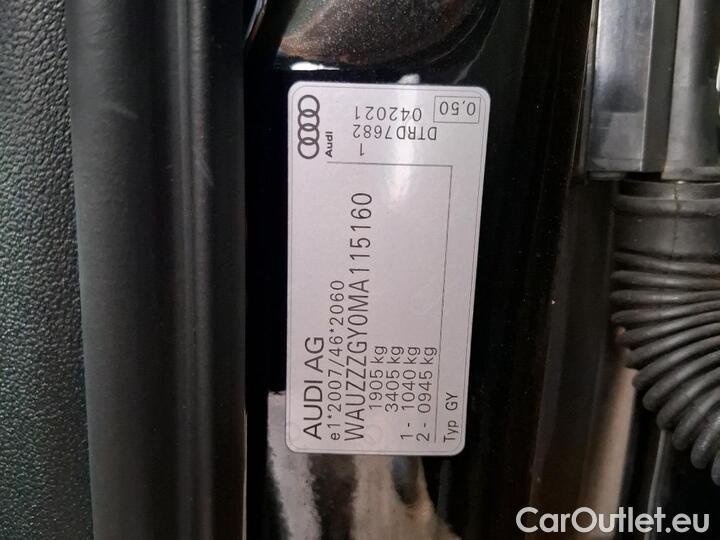 AUDI AG
e1*2007/46*2060
WAUZZZGY0MA115160
1905 kg
3405 kg
1 - 1040 kg
2 - 0945 kg
Typ GY
Audi
1
DTRD7682
042021
0,50
CarOutlet.eu